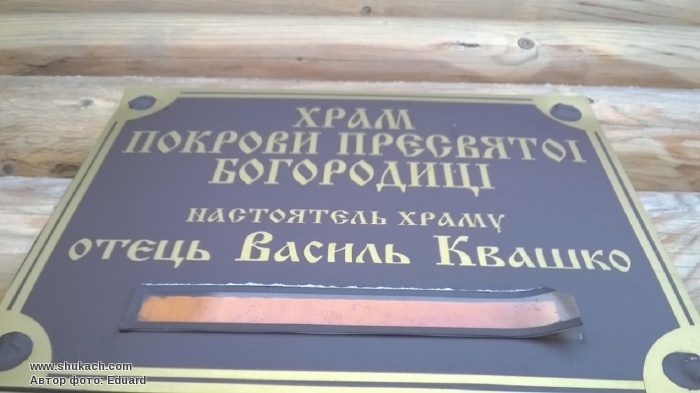 ХРАМ
ПОКРОВИ ПРЕСВЯТОЇ
БОГОРОДИЦІ
НАСТОЯТЕЛЬ ХРАМУ
ОТЕЦЬ ВАСИЛЬ КВАШКО
www.shukach.com
Автор фото: Eduard